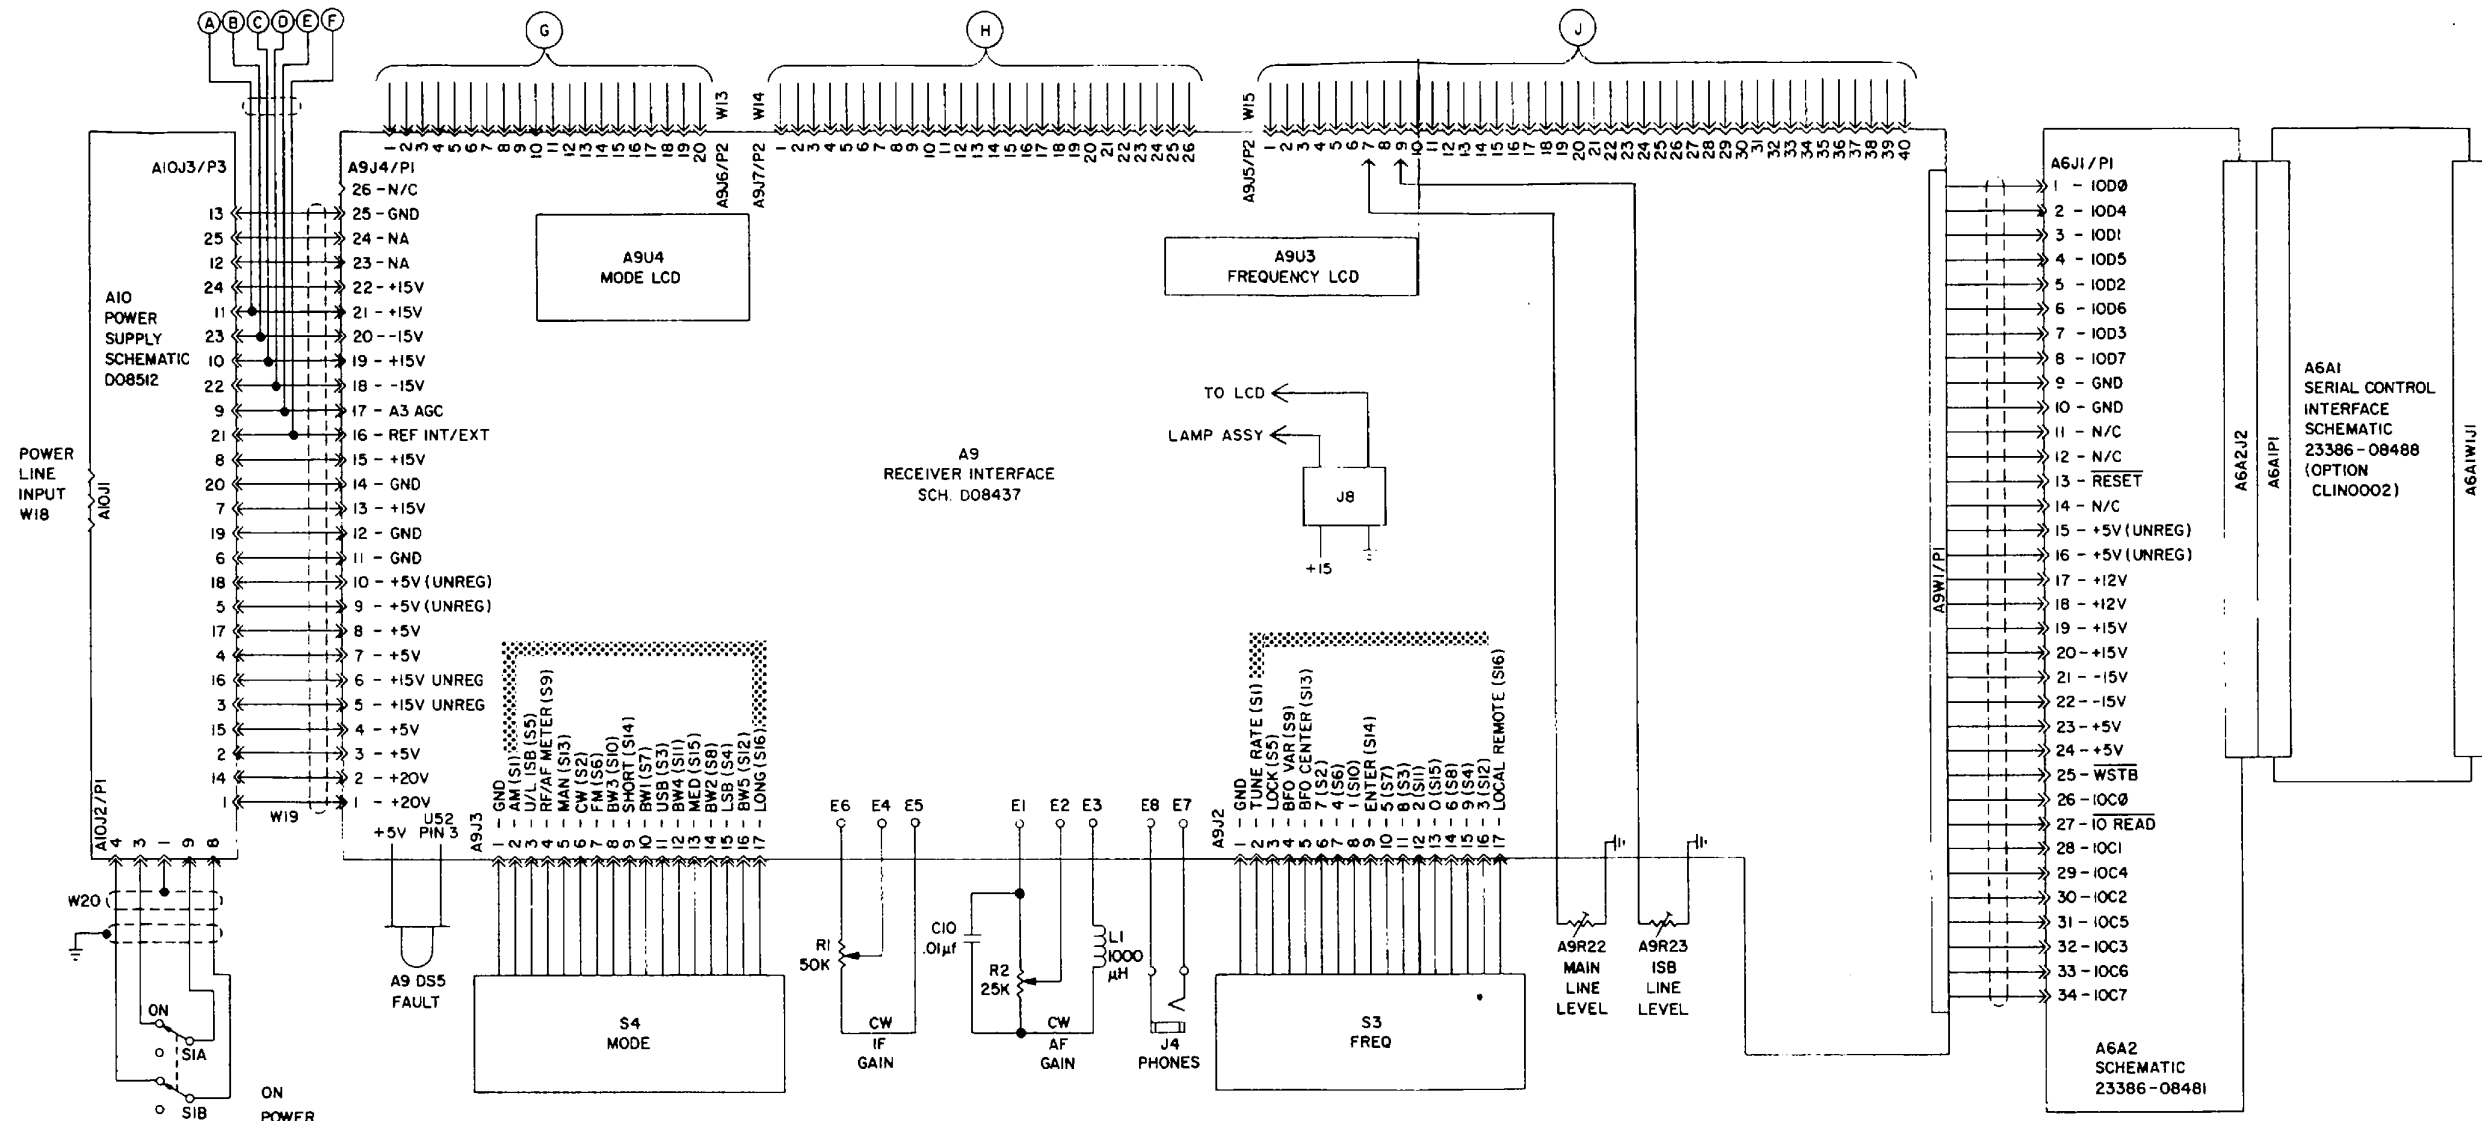 A B C D E F
G
H
J
1 2 3 4 5 6 7 8 9 10 11 12 13 14 15 16 17 18 19 20
W13
A9J6/P2
W14
A9J7/P2
1 2 3 4 5 6 7 8 9 10 11 12 13 14 15 16 17 18 19 20 21 22 23 24 25 26
W15
A9J5/P2
1 2 3 4 5 6 7 8 9 10 11 12 13 14 15 16 17 18 19 20 21 22 23 24 25 26 27 28 29 30 31 32 33 34 35 36 37 38 39 40
A10J3/P3
13
25
12
24
11
23
10
22
9
21
8
20
7
19
6
18
5
17
4
16
3
15
2
14
1
A10
POWER
SUPPLY
SCHEMATIC
D08512
POWER
LINE
INPUT
W18
A10J1
A10J2/P1
4 3 1 9 8
W20
ON
S1A
S1B
ON
POWER
W19
A9J4/P1
26 - N/C
25 - GND
24 - NA
23 - NA
22 - +15V
21 - +15V
20 - -15V
19 - +15V
18 - -15V
17 - A3 AGC
16 - REF INT/EXT
15 - +15V
14 - GND
13 - +15V
12 - GND
11 - GND
10 - +5V (UNREG)
9 - +5V (UNREG)
8 - +5V
7 - +5V
6 - +15V UNREG
5 - +15V UNREG
4 - +5V
3 - +5V
2 - +20V
1 - +20V
+5V
U52
PIN 3
A9 DS5
FAULT
A9U4
MODE LCD
A9U3
FREQUENCY LCD
A9
RECEIVER INTERFACE
SCH. D08437
TO LCD
LAMP ASSY
J8
+15
A9J3
1 - GND
2 - AM (S1)
3 - U/L ISB (S5)
4 - RF/AF METER (S9)
5 - MAN (S13)
6 - CW (S2)
7 - FM (S6)
8 - BW3 (S10)
9 - SHORT (S14)
10 - BW1 (S7)
11 - USB (S3)
12 - BW4 (S11)
13 - MED (S15)
14 - BW2 (S8)
15 - LSB (S4)
16 - BW5 (S12)
17 - LONG (S16)
S4
MODE
E6 E4 E5
R1
50K
CW
IF
GAIN
E1 E2 E3
C10
.01µf
R2
25K
L1
1000
µH
CW
AF
GAIN
E8 E7
J4
PHONES
A9J2
1 - GND
2 - TUNE RATE (S1)
3 - LOCK (S5)
4 - BFO VAR (S9)
5 - BFO CENTER (S13)
6 - 7 (S2)
7 - 4 (S6)
8 - 1 (S10)
9 - ENTER (S14)
10 - 5 (S7)
11 - 8 (S3)
12 - 2 (S11)
13 - 0 (S15)
14 - 6 (S8)
15 - 9 (S4)
16 - 3 (S12)
17 - LOCAL REMOTE (S16)
S3
FREQ
A9R22
MAIN
LINE
LEVEL
A9R23
ISB
LINE
LEVEL
A9W1/P1
A6J1/P1
1 - IOD0
2 - IOD4
3 - IOD1
4 - IOD5
5 - IOD2
6 - IOD6
7 - IOD3
8 - IOD7
9 - GND
10 - GND
11 - N/C
12 - N/C
13 - RESET
14 - N/C
15 - +5V (UNREG)
16 - +5V (UNREG)
17 - +12V
18 - +12V
19 - +15V
20 - +15V
21 - -15V
22 - -15V
23 - +5V
24 - +5V
25 - WSTB
26 - IOC0
27 - IO READ
28 - IOC1
29 - IOC4
30 - IOC2
31 - IOC5
32 - IOC3
33 - IOC6
34 - IOC7
A6A2
SCHEMATIC
23386-08481
A6A2J2
A6A1P1
A6A1
SERIAL CONTROL
INTERFACE
SCHEMATIC
23386-08488
(OPTION
CLIN0002)
A6A1W1J1